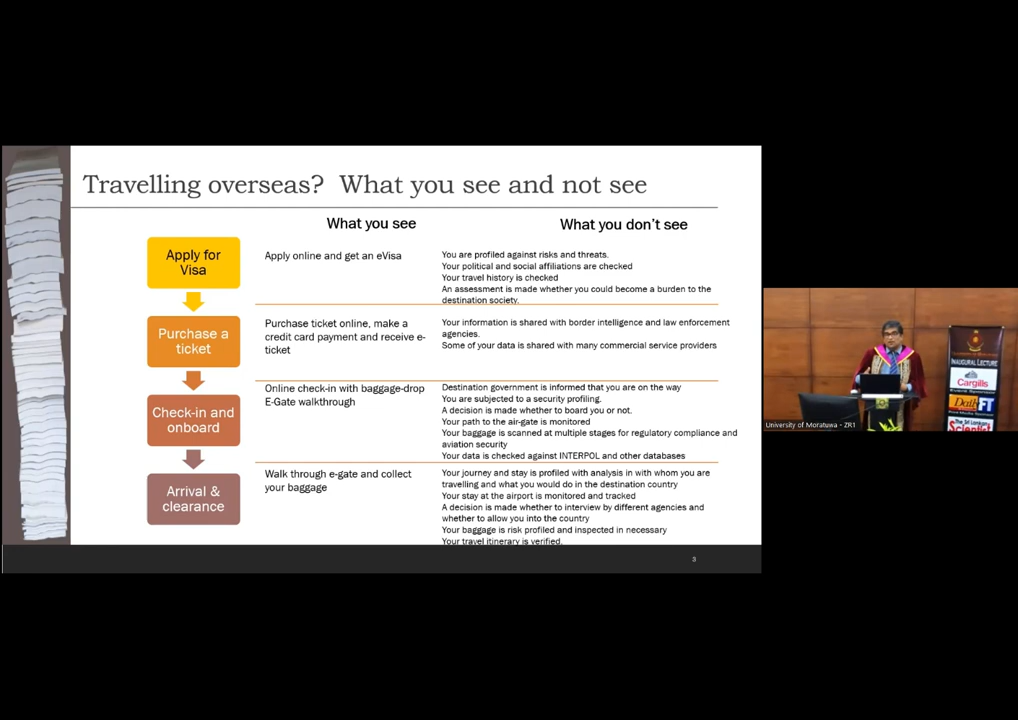 Travelling overseas? What you see and not see
What you see
What you don't see
Apply for
Visa
Apply online and get an eVisa
You are profiled against risks and threats.
Your political and social affiliations are checked
Your travel history is checked
An assessment is made whether you could become a burden to the
destination society.
Purchase a
ticket
Purchase ticket online, make a
credit card payment and receive e-
ticket
Your information is shared with border intelligence and law enforcement
agencies.
Some of your data is shared with many commercial service providers
Check-in and
onboard
Online check-in with baggage-drop
E-Gate walkthrough
Destination government is informed that you are on the way
You are subjected to a security profiling.
A decision is made whether to board you or not.
Your path to the air-gate is monitored
Your baggage is scanned at multiple stages for regulatory compliance and
aviation security
Your data is checked against INTERPOL and other databases
Arrival &
clearance
Walk through e-gate and collect
your baggage
Your journey and stay is profiled with analysis in with whom you are
travelling and what you would do in the destination country
Your stay at the airport is monitored and tracked
A decision is made whether to interview by different agencies and
whether to allow you into the country
Your baggage is risk profiled and inspected in necessary
Your travel itinerary is verified.
3
INAUGURAL LECTURE
Cargills
Daily FT
University of Moratuwa - ZR1